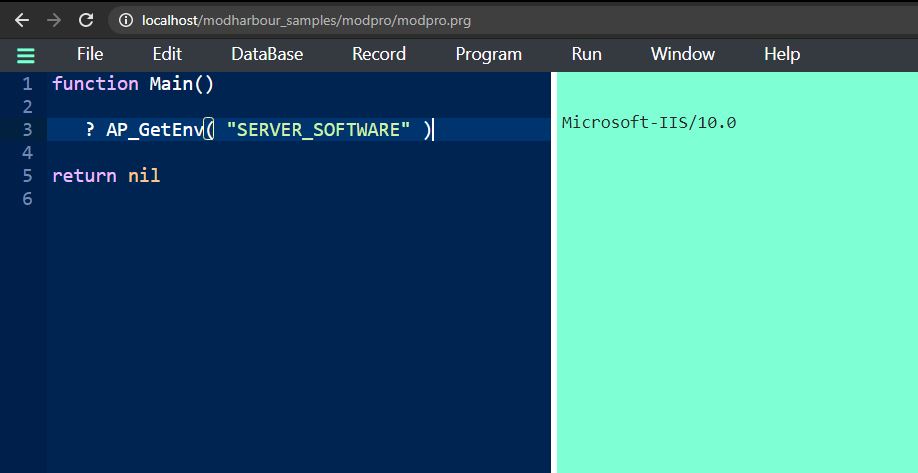 localhost/modharbour_samples/modpro/modpro.prg
File Edit DataBase Record Program Run Window Help
1 function Main()
2
3 ? AP_GetEnv( "SERVER_SOFTWARE" )
4
5 return nil
6
Microsoft-IIS/10.0